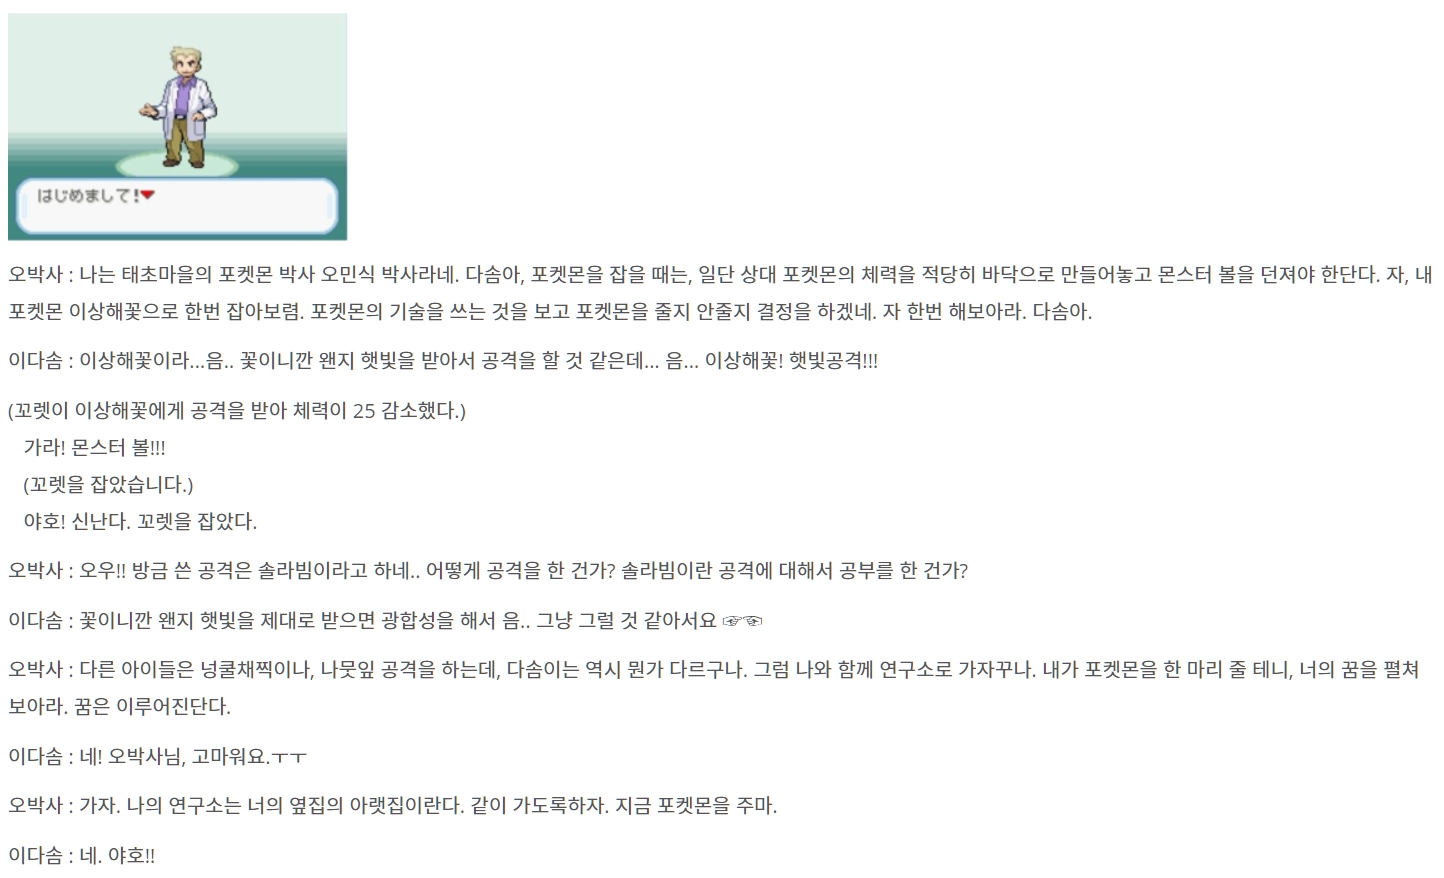 はじめまして!
오박사 : 나는 태초마을의 포켓몬 박사 오민식 박사라네. 다솜아, 포켓몬을 잡을 때는, 일단 상대 포켓몬의 체력을 적당히 바닥으로 만들어놓고 몬스터 볼을 던져야 한단다. 자, 내
포켓몬 이상해꽃으로 한번 잡아보렴. 포켓몬의 기술을 쓰는 것을 보고 포켓몬을 줄지 안줄지 결정을 하겠네. 자 한번 해보아라. 다솜아.
이다솜 : 이상해꽃이라...음.. 꽃이니깐 왠지 햇빛을 받아서 공격을 할 것 같은데... 음... 이상해꽃! 햇빛공격!!!
(꼬렛이 이상해꽃에게 공격을 받아 체력이 25 감소했다.)
가라! 몬스터 볼!!!
(꼬렛을 잡았습니다.)
야호! 신난다. 꼬렛을 잡았다.
오박사 : 오우!! 방금 쓴 공격은 솔라빔이라고 하네.. 어떻게 공격을 한 건가? 솔라빔이란 공격에 대해서 공부를 한 건가?
이다솜 : 꽃이니깐 왠지 햇빛을 제대로 받으면 광합성을 해서 음.. 그냥 그럴 것 같아서요 ☞☜
오박사 : 다른 아이들은 넝쿨채찍이나, 나뭇잎 공격을 하는데, 다솜이는 역시 뭔가 다르구나. 그럼 나와 함께 연구소로 가자꾸나. 내가 포켓몬을 한 마리 줄 테니, 너의 꿈을 펼쳐
보아라. 꿈은 이루어진단다.
이다솜 : 네! 오박사님, 고마워요.ㅜㅜ
오박사 : 가자. 나의 연구소는 너의 옆집의 아랫집이란다. 같이 가도록하자. 지금 포켓몬을 주마.
이다솜 : 네. 야호!!